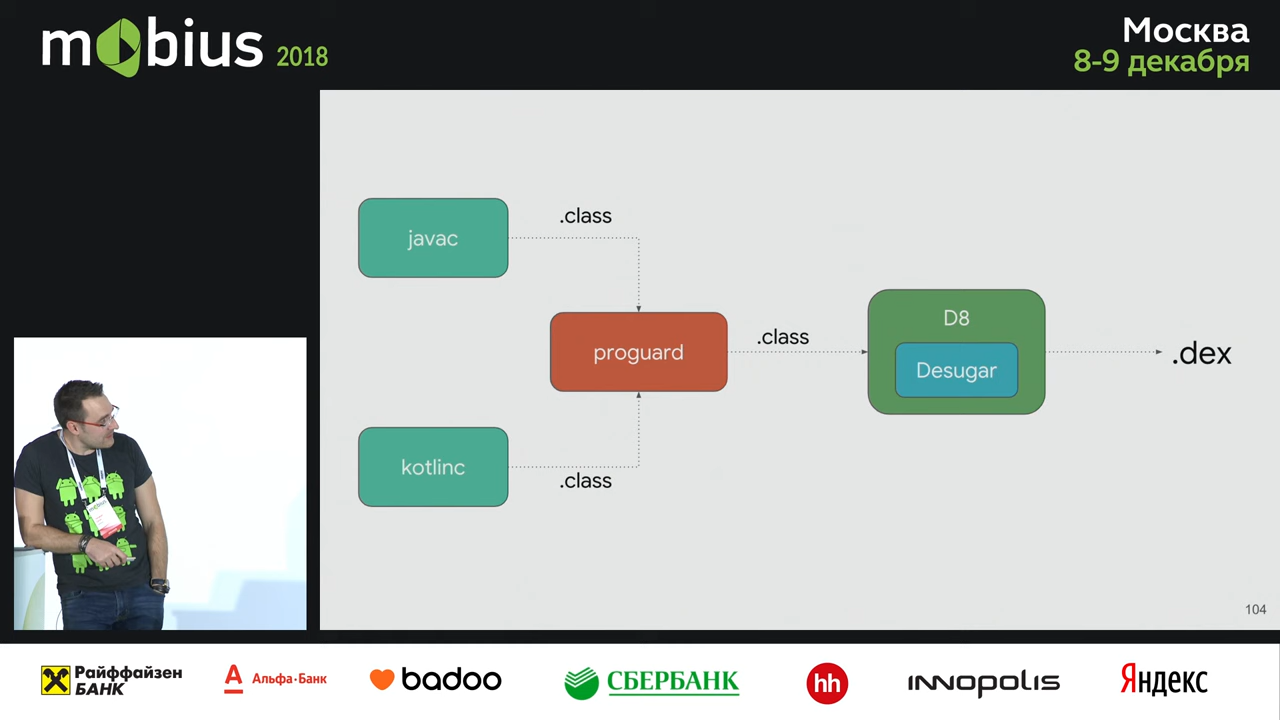 mobius 2018
Москва
8-9 декабря
javac
.class
proguard
.class
D8
Desugar
.dex
kotlinc
.class
104
Райффайзен
БАНК
Альфа·Банк
badoo
СБЕРБАНК
hh
INNOPOLIS
Яндекс